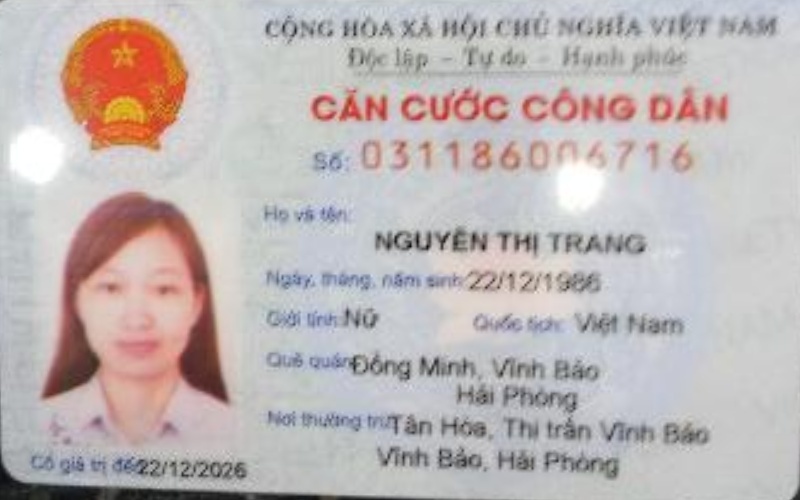 CỘNG HÒA XÃ HỘI CHỦ NGHĨA VIỆT NAM
Độc lập - Tự do - Hạnh phúc
CĂN CƯỚC CÔNG DÂN
Số: 031186006716
Họ và tên:
NGUYỄN THỊ TRANG
Ngày, tháng, năm sinh: 22/12/1986
Giới tính: Nữ Quốc tịch: Việt Nam
Quê quán: Đồng Minh, Vĩnh Bảo
Hải Phòng
Nơi thường trú: Tân Hòa, Thị trấn Vĩnh Bảo
Vĩnh Bảo, Hải Phòng
Có giá trị đến: 22/12/2026